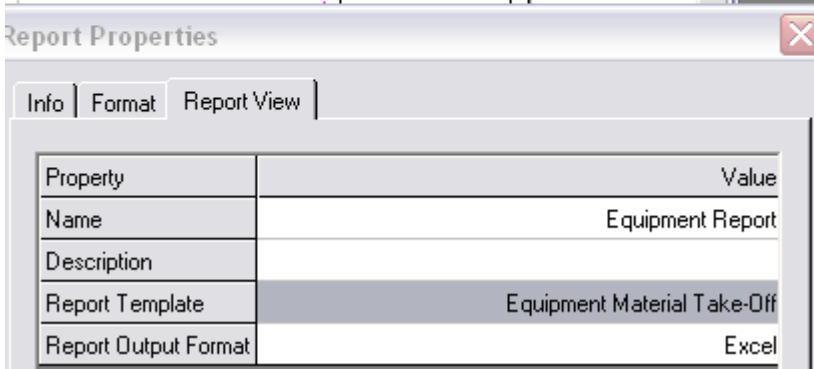 Report Properties
Info Format Report View
Property Value
Name Equipment Report
Description
Report Template Equipment Material Take-Off
Report Output Format Excel